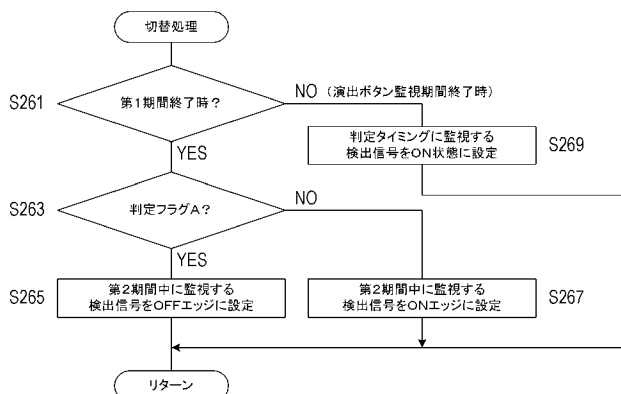 切替処理
S261
第1期間終了時?
NO (演出ボタン監視期間終了時)
判定タイミングに監視する
検出信号をON状態に設定
S269
YES
S263
判定フラグA?
NO
YES
S265
第2期間中に監視する
検出信号をOFFエッジに設定
第2期間中に監視する
検出信号をONエッジに設定
S267
リターン